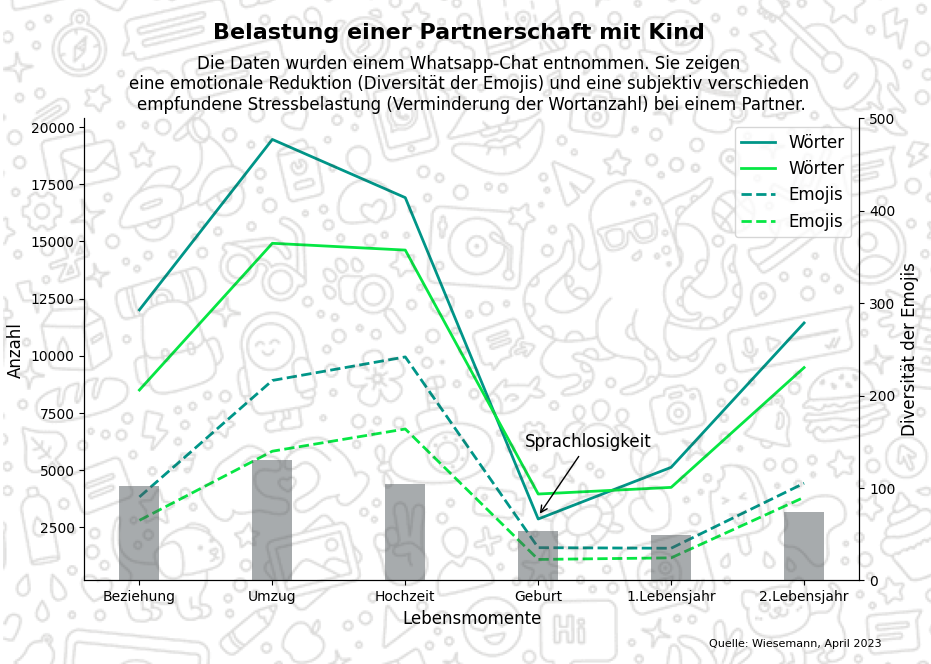 Belastung einer Partnerschaft mit Kind
Die Daten wurden einem Whatsapp-Chat entnommen. Sie zeigen
eine emotionale Reduktion (Diversität der Emojis) und eine subjektiv verschieden
empfundene Stressbelastung (Verminderung der Wortanzahl) bei einem Partner.
20000
17500
15000
12500
10000
7500
5000
2500
Anzahl
500
400
300
200
100
0
Diversität der Emojis
Wörter
Wörter
Emojis
Emojis
Sprachlosigkeit
Beziehung
Umzug
Hochzeit
Geburt
1.Lebensjahr
2.Lebensjahr
Lebensmomente
Hi
Quelle: Wiesemann, April 2023